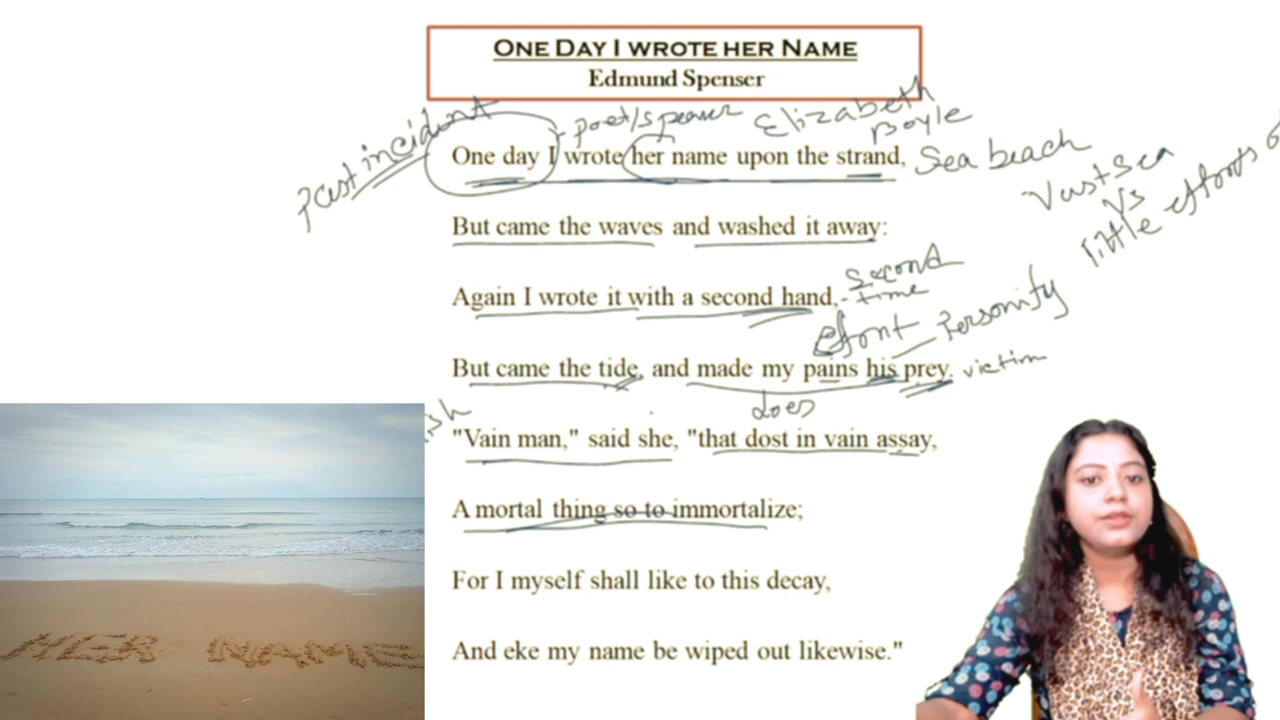 ONE DAY I WROTE HER NAME
Edmund Spenser
past incident
poet/speaker Elizabeth Boyle
One day I wrote her name upon the strand, Sea beach
Vast Sea
Vs
little efforts
But came the waves and washed it away:
Second
time
Again I wrote it with a second hand,
effort Personify
But came the tide, and made my pains his prey. victim
does
"Vain man," said she, "that dost in vain assay,
A mortal thing so to immortalize;
For I myself shall like to this decay,
And eke my name be wiped out likewise."
HER NAME